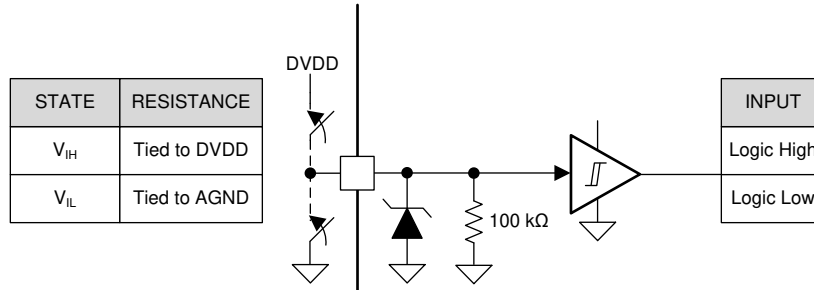 DVDD
STATE RESISTANCE
V_IH Tied to DVDD
V_IL Tied to AGND
100 kΩ
INPUT
Logic High
Logic Low